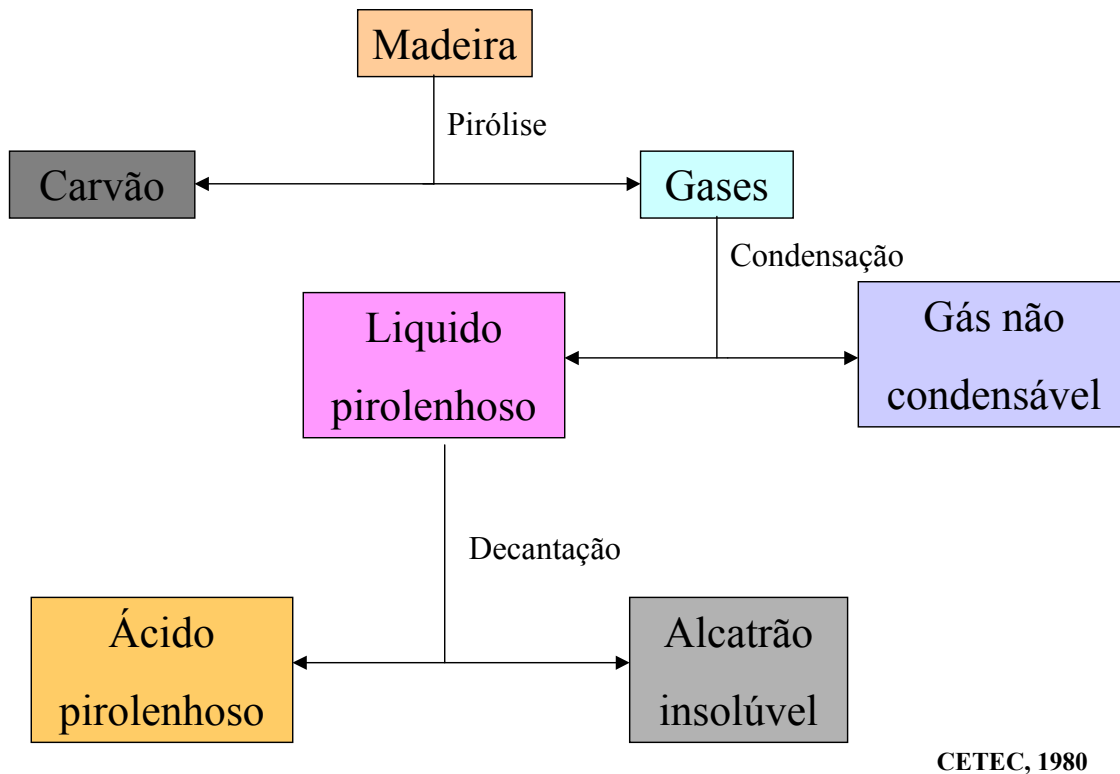 Madeira
Pirólise
Carvão
Gases
Condensação
Liquido
pirolenhoso
Gás não
condensável
Decantação
Ácido
pirolenhoso
Alcatrão
insolúvel
CETEC, 1980